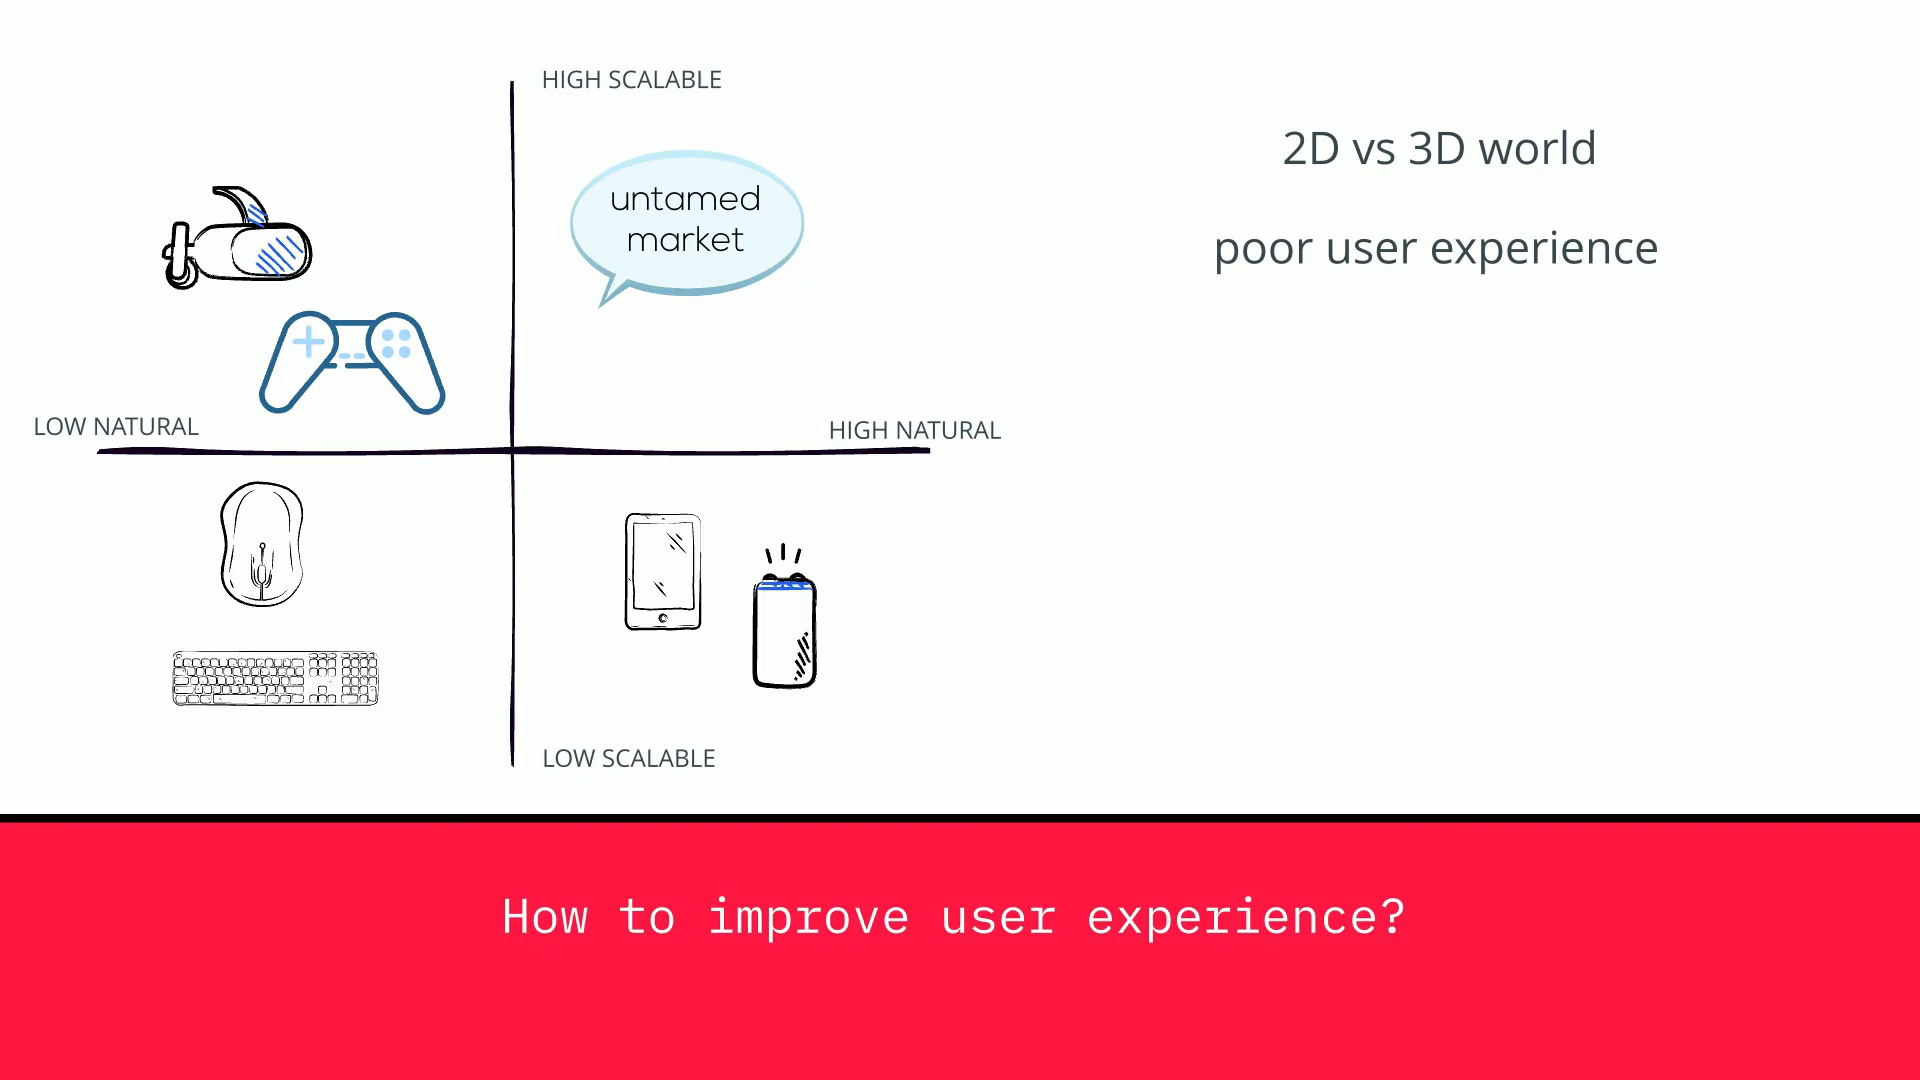 HIGH SCALABLE
untamed
market
LOW NATURAL
HIGH NATURAL
LOW SCALABLE
2D vs 3D world
poor user experience
How to improve user experience?